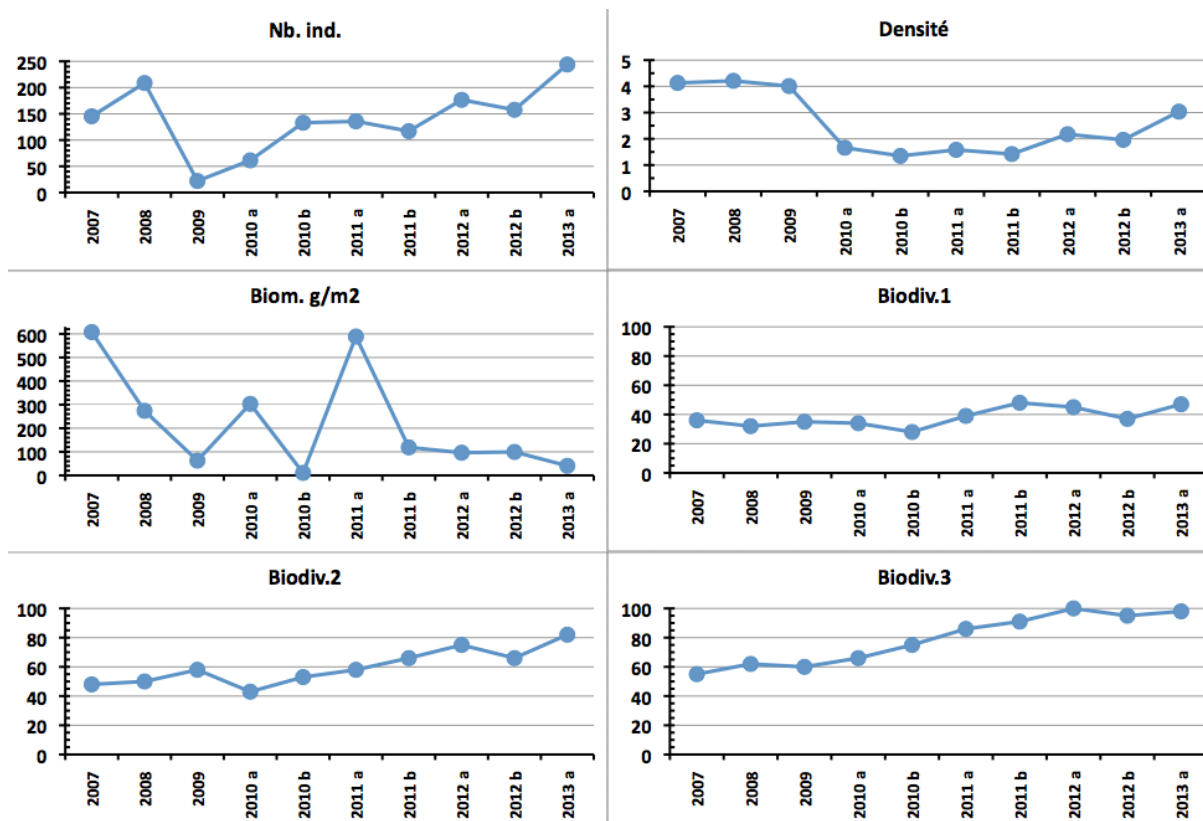 Nb. ind.
250
200
150
100
50
0
2007
2008
2009
2010 a
2010 b
2011 a
2011 b
2012 a
2012 b
2013 a
Densité
5
4
3
2
1
0
2007
2008
2009
2010 a
2010 b
2011 a
2011 b
2012 a
2012 b
2013 a
Biom. g/m2
600
500
400
300
200
100
0
2007
2008
2009
2010 a
2010 b
2011 a
2011 b
2012 a
2012 b
2013 a
Biodiv.1
100
80
60
40
20
0
2007
2008
2009
2010 a
2010 b
2011 a
2011 b
2012 a
2012 b
2013 a
Biodiv.2
100
80
60
40
20
0
2007
2008
2009
2010 a
2010 b
2011 a
2011 b
2012 a
2012 b
2013 a
Biodiv.3
100
80
60
40
20
0
2007
2008
2009
2010 a
2010 b
2011 a
2011 b
2012 a
2012 b
2013 a